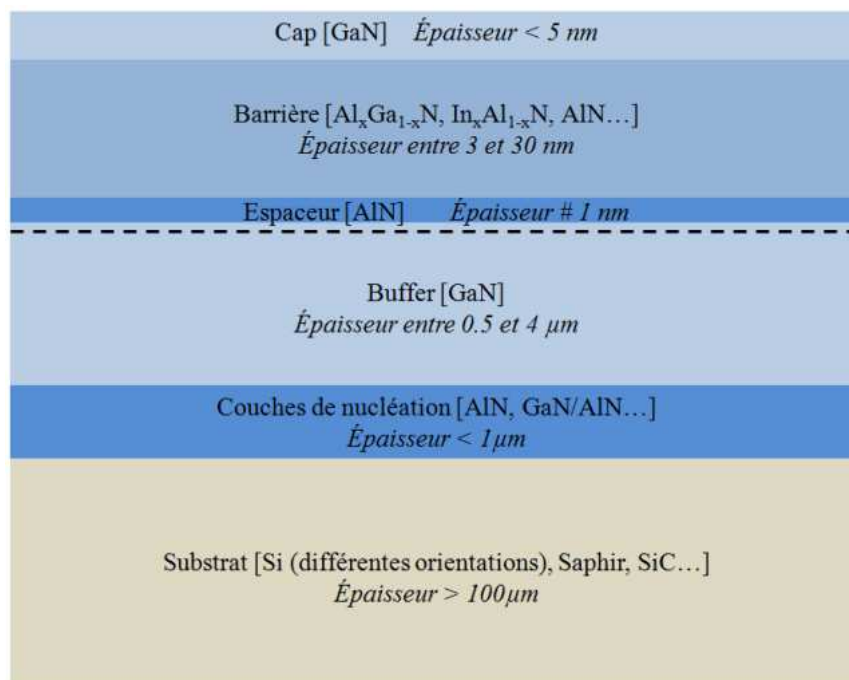 Cap [GaN] Épaisseur < 5 nm
Barrière [AlxGa1-xN, InxAl1-xN, AlN…]
Épaisseur entre 3 et 30 nm
Espaceur [AlN] Épaisseur # 1 nm
Buffer [GaN]
Épaisseur entre 0.5 et 4 µm
Couches de nucléation [AlN, GaN/AlN…]
Épaisseur < 1µm
Substrat [Si (différentes orientations), Saphir, SiC…]
Épaisseur > 100µm